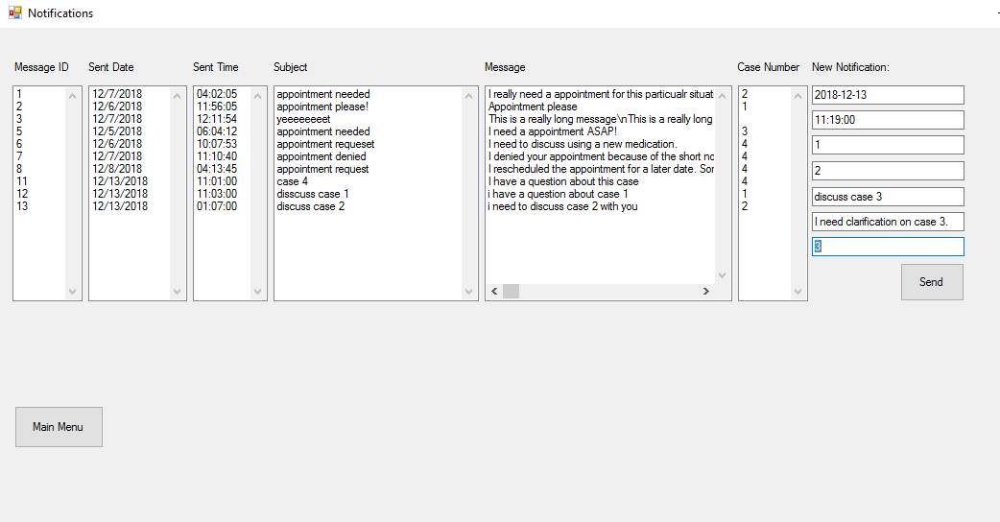 Notifications
Message ID Sent Date Sent Time Subject Message Case Number New Notification:
1 12/7/2018 04:02:05 appointment needed I really need a appointment for this particualr situat 2
2 12/6/2018 11:56:05 appointment please! Appointment please 1
3 12/7/2018 12:11:54 yeeeeeeeet This is a really long message\nThis is a really long
5 12/5/2018 06:04:12 appointment needed I need a appointment ASAP! 3
6 12/6/2018 10:07:53 appointment requeset I need to discuss using a new medication. 4
7 12/7/2018 11:10:40 appointment denied I denied your appointment because of the short no 4
8 12/8/2018 04:13:45 appointment request I rescheduled the appointment for a later date. Sor 4
11 12/13/2018 11:01:00 case 4 I have a question about this case 4
12 12/13/2018 11:03:00 disscuss case 1 i have a question about case 1 1
13 12/13/2018 01:07:00 discuss case 2 i need to discuss case 2 with you 2
2018-12-13
11:19:00
1
2
discuss case 3
I need clarification on case 3.
3
Send
Main Menu